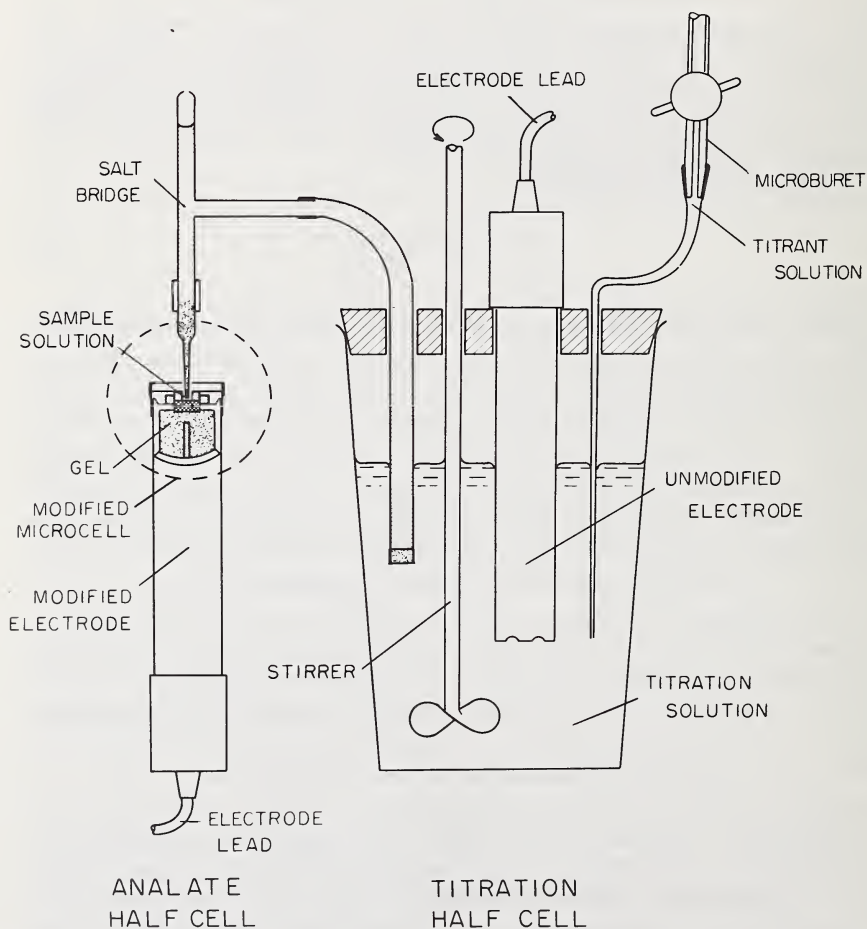 ELECTRODE LEAD
SALT
BRIDGE
MICROBURET
TITRANT
SOLUTION
SAMPLE
SOLUTION
GEL
MODIFIED
MICROCELL
UNMODIFIED
ELECTRODE
MODIFIED
ELECTRODE
STIRRER
TITRATION
SOLUTION
ELECTRODE
LEAD
ANALATE
HALF CELL
TITRATION
HALF CELL